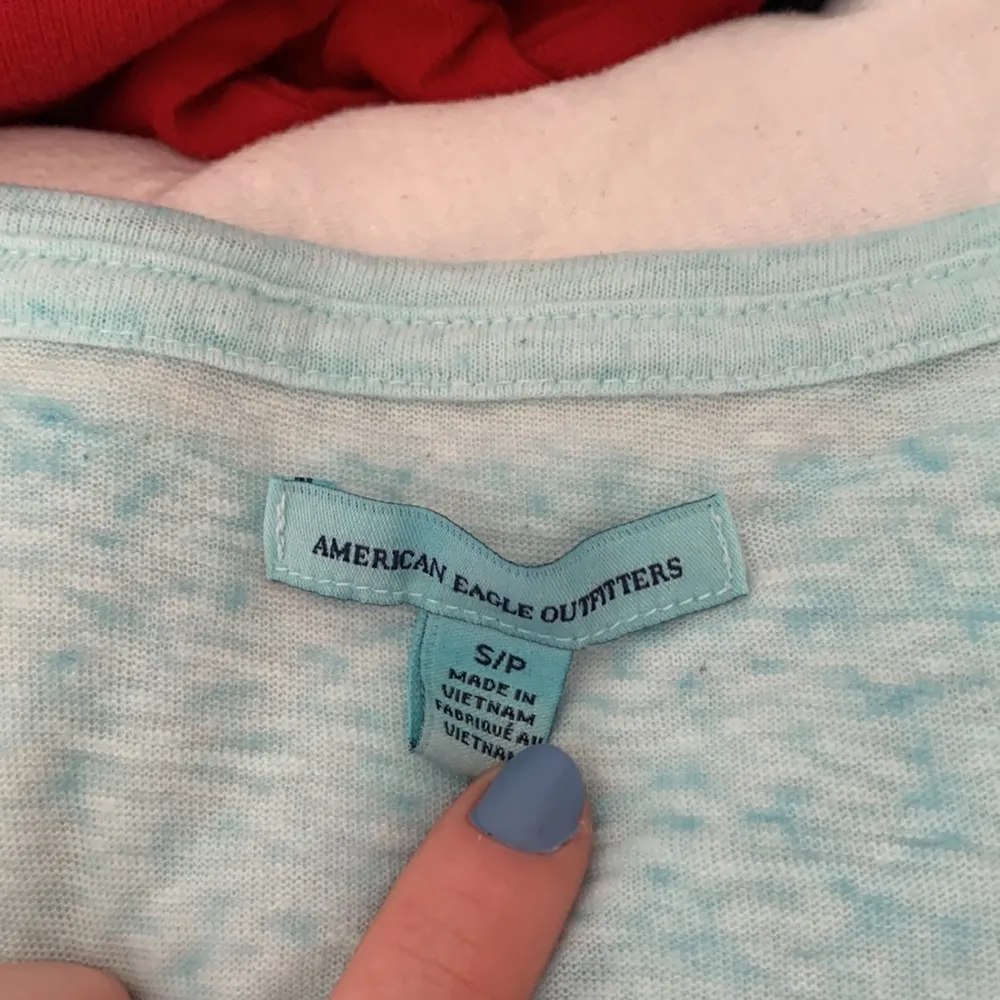 AMERICAN EAGLE OUTFITTERS
S/P
MADE IN
VIETNAM
FABRIQUÉ AU
VIETNAM